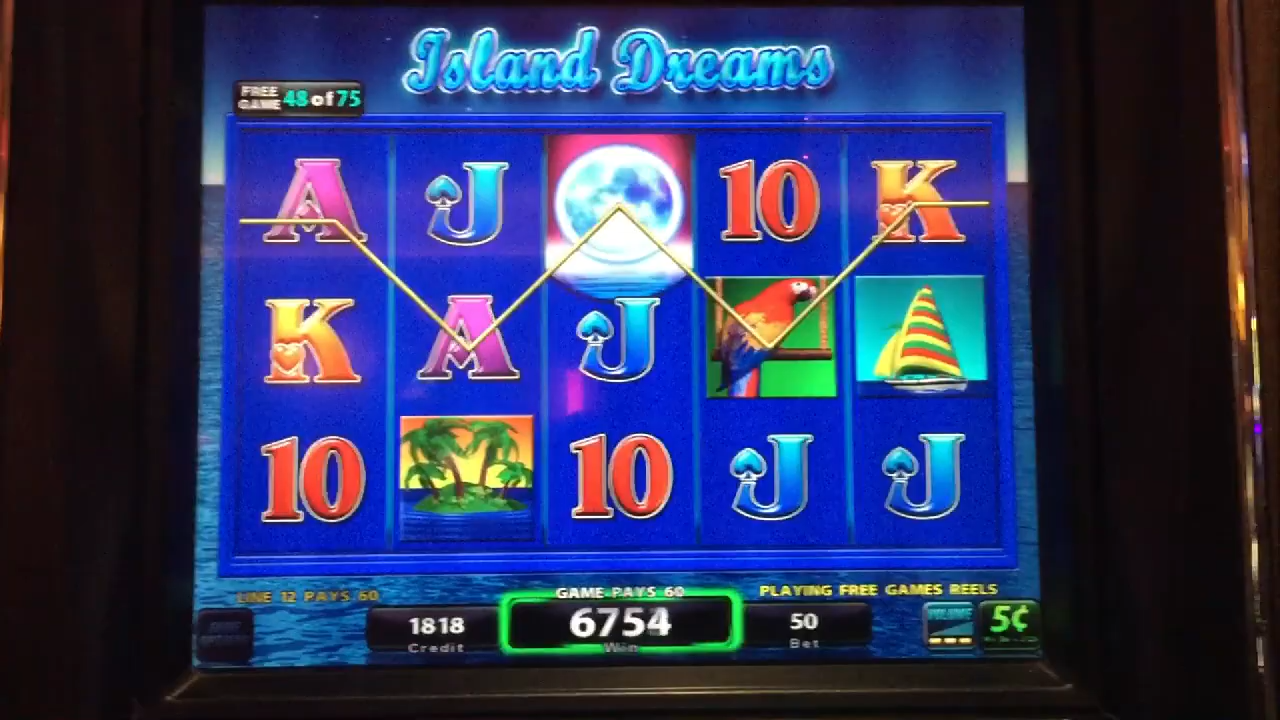 Island Dreams
FREE GAME 48 of 75
A J 10 K
K A J
10 10 J J
LINE 12 PAYS 60
GAME PAYS 60
PLAYING FREE GAMES REELS
1818
Credit
6754
Win
50
Bet
VOLUME
5¢